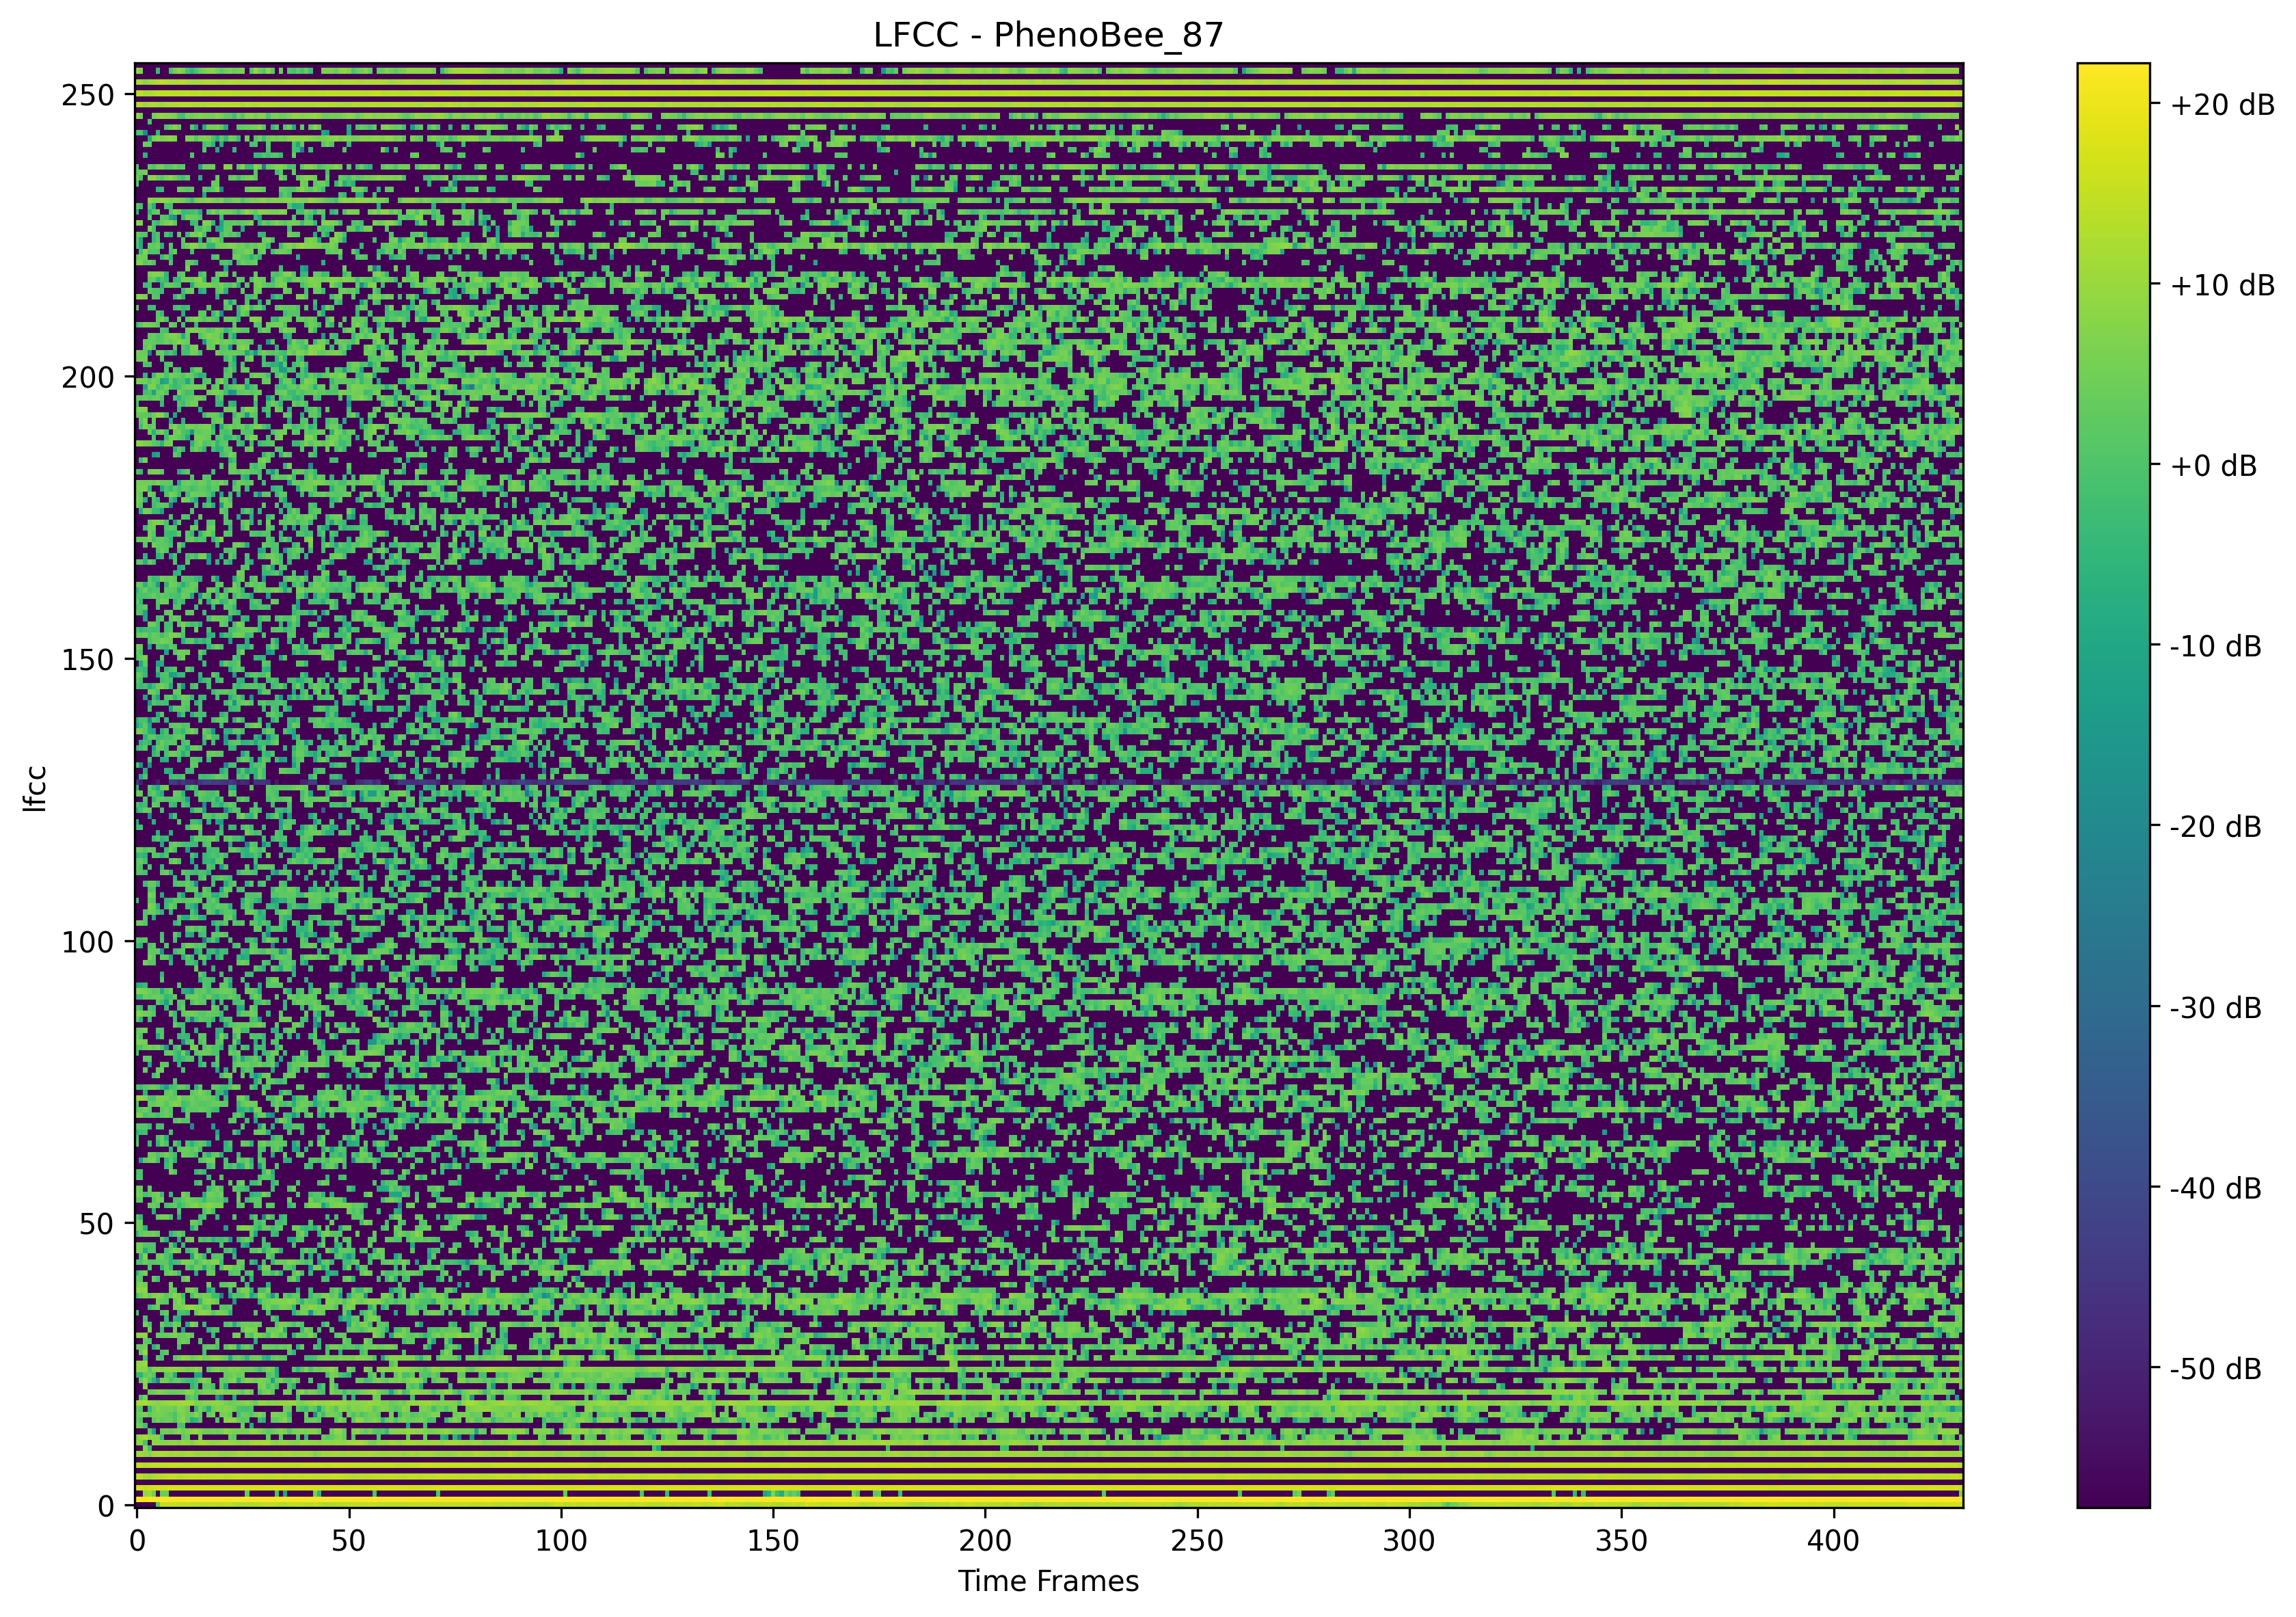 LFCC - PhenoBee_87
250
200
150
100
50
0
lfcc
0 50 100 150 200 250 300 350 400
Time Frames
+20 dB
+10 dB
+0 dB
-10 dB
-20 dB
-30 dB
-40 dB
-50 dB